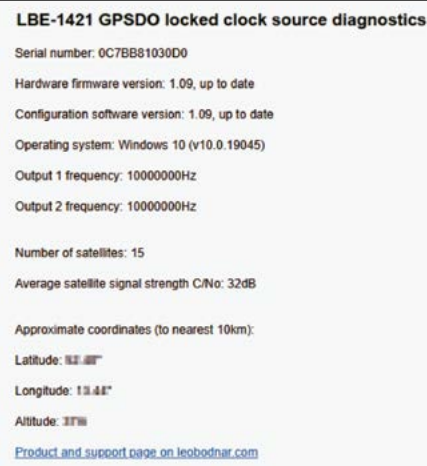 LBE-1421 GPSDO locked clock source diagnostics
Serial number: 0C7BB81030D0
Hardware firmware version: 1.09, up to date
Configuration software version: 1.09, up to date
Operating system: Windows 10 (v10.0.19045)
Output 1 frequency: 10000000Hz
Output 2 frequency: 10000000Hz
Number of satellites: 15
Average satellite signal strength C/No: 32dB
Approximate coordinates (to nearest 10km):
Latitude:
Longitude:
Altitude:
Product and support page on leobodnar.com